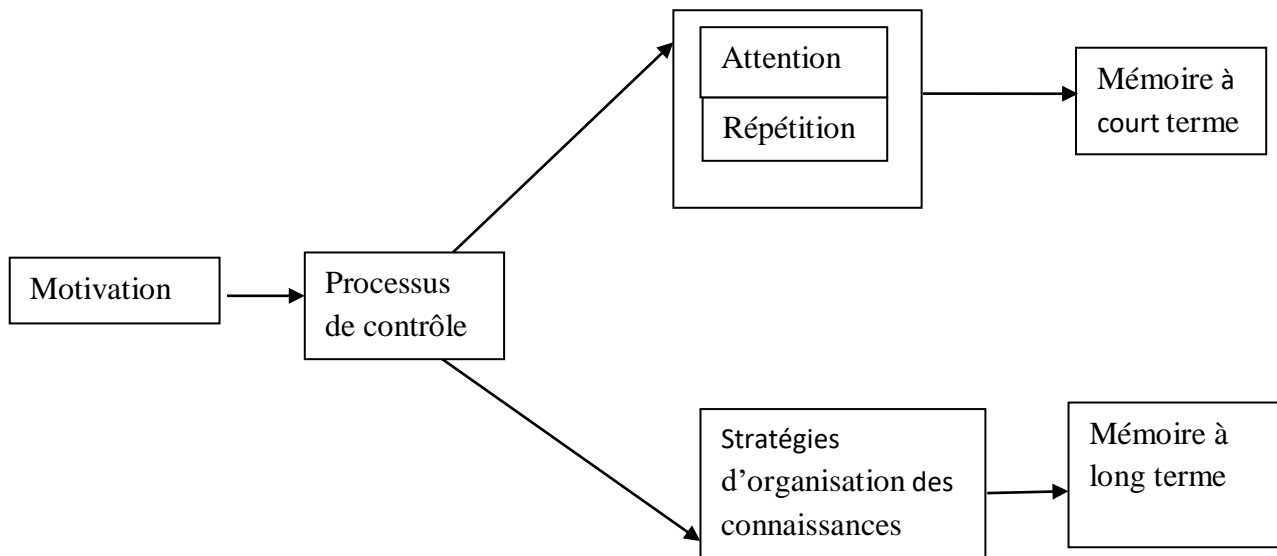 Attention
Répétition
Mémoire à
court terme
Motivation
Processus
de contrôle
Stratégies
d’organisation des
connaissances
Mémoire à
long terme